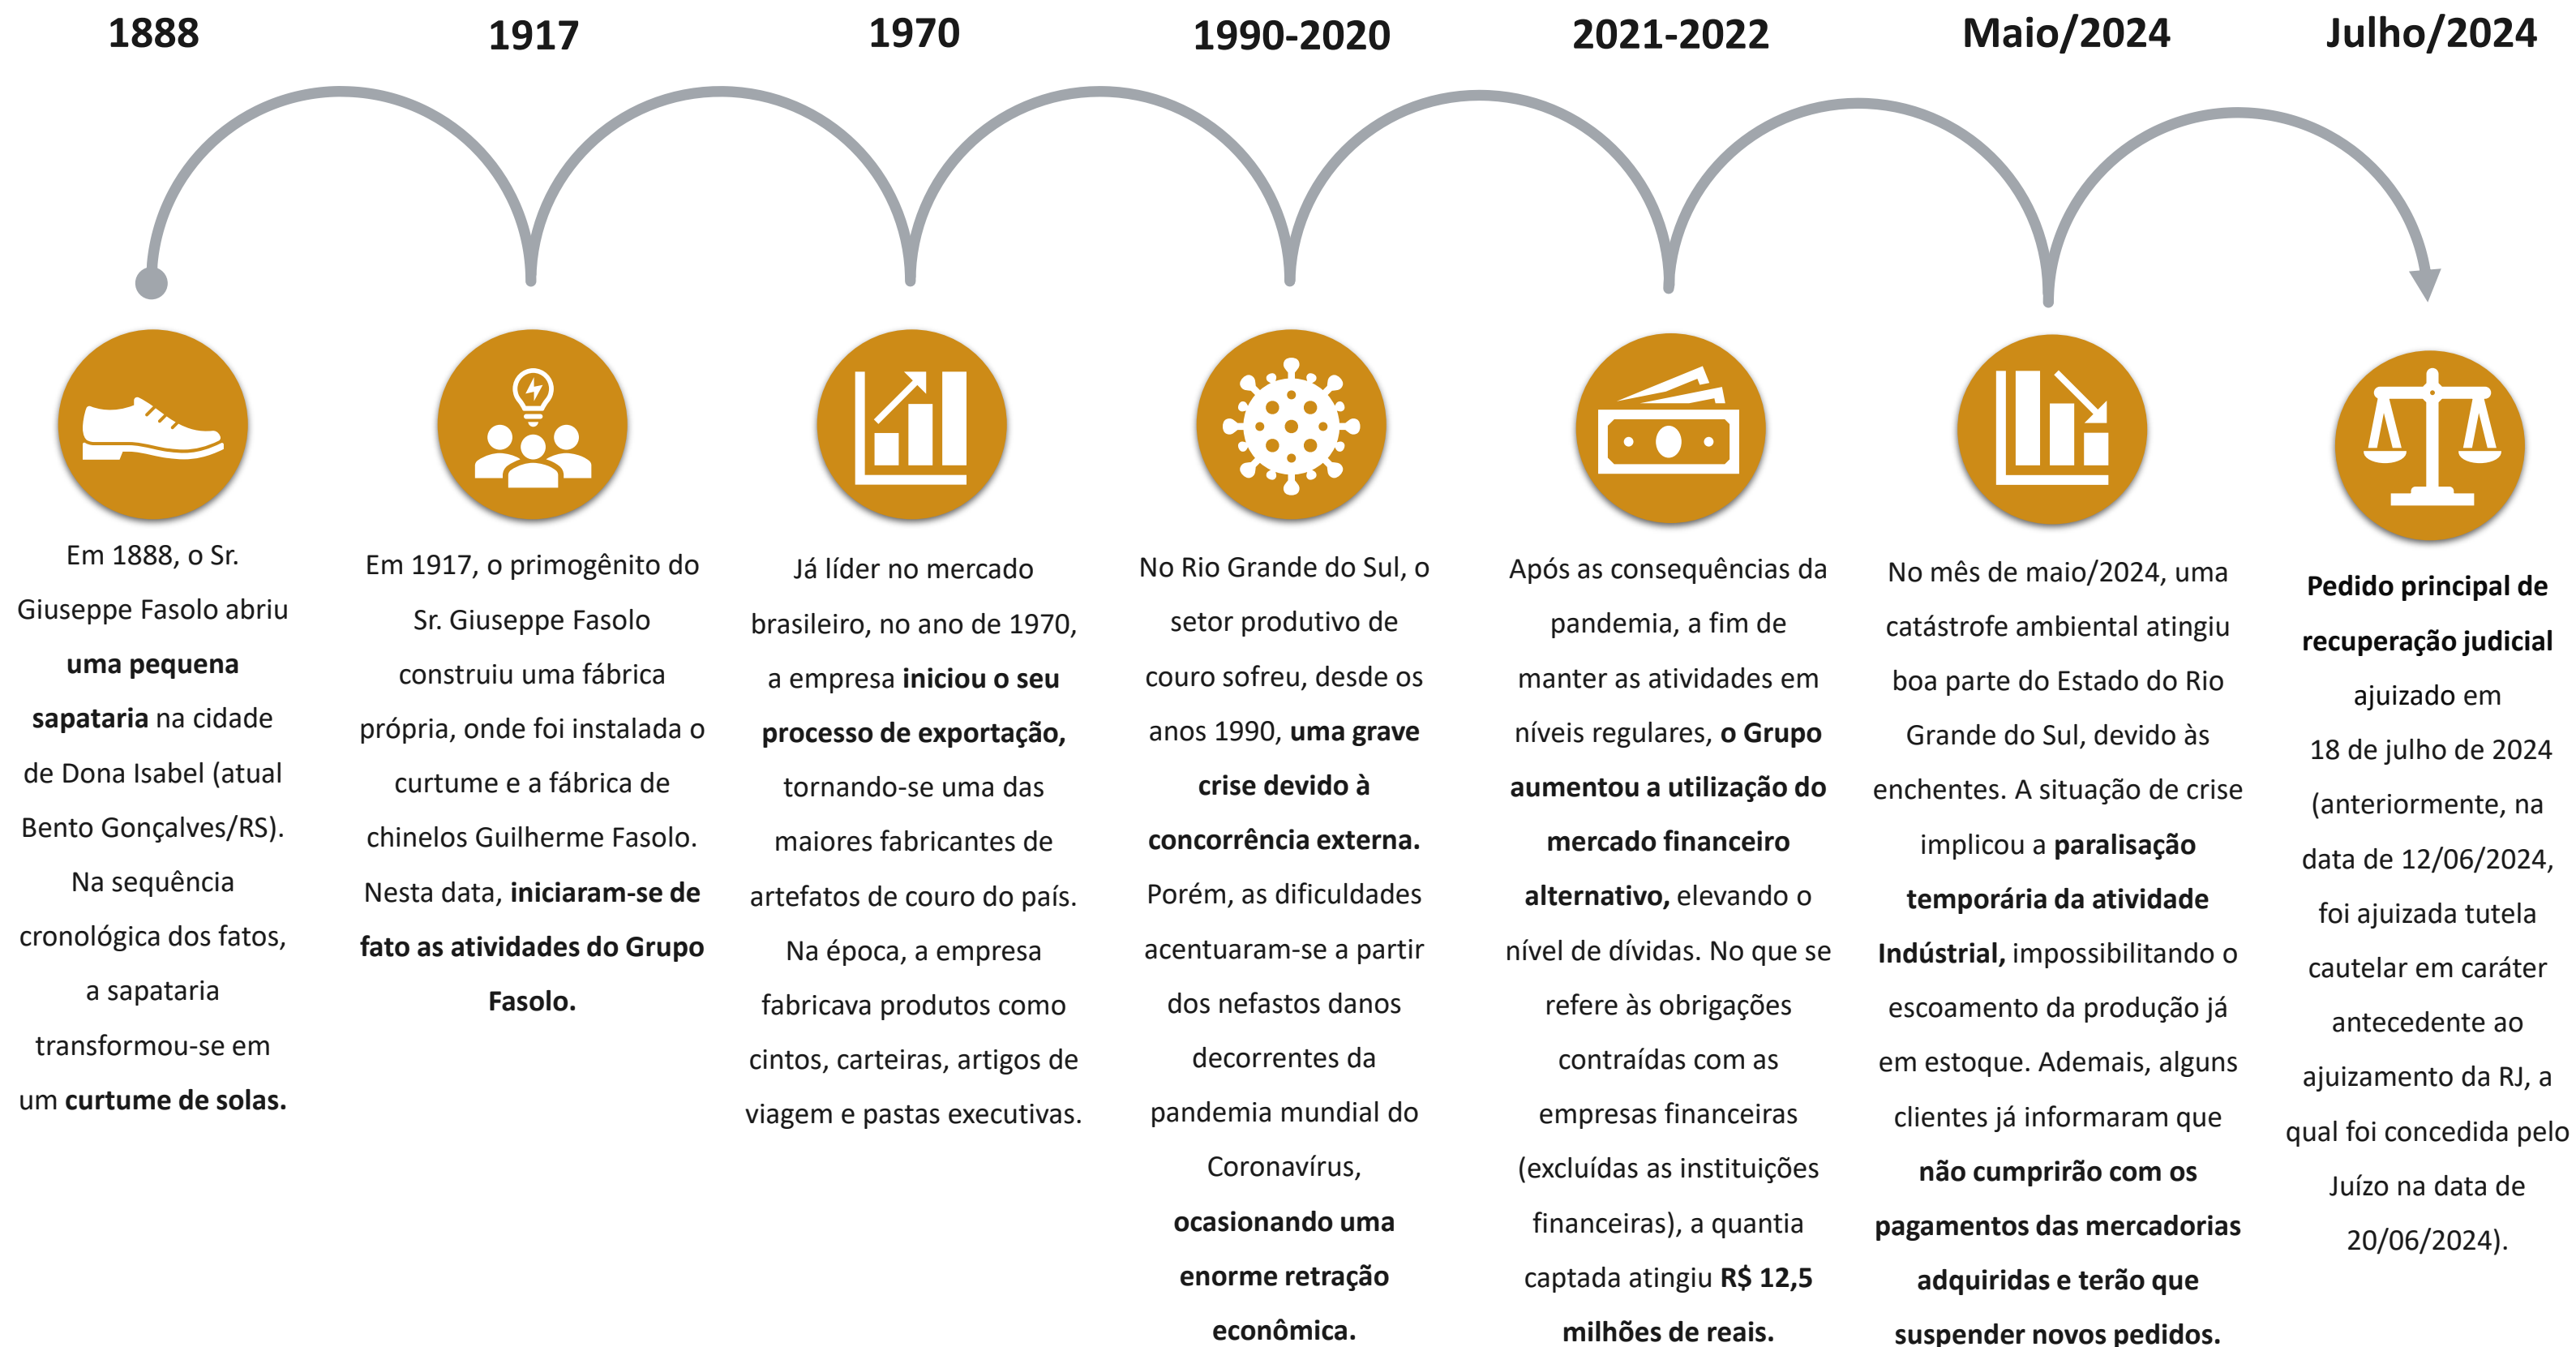 1888
1917
1970
1990-2020
2021-2022
Maio/2024
Julho/2024
Em 1888, o Sr.
Giuseppe Fasolo abriu
uma pequena
sapataria na cidade
de Dona Isabel (atual
Bento Gonçalves/RS).
Na sequência
cronológica dos fatos,
a sapataria
transformou-se em
um curtume de solas.
Em 1917, o primogênito do
Sr. Giuseppe Fasolo
construiu uma fábrica
própria, onde foi instalada o
curtume e a fábrica de
chinelos Guilherme Fasolo.
Nesta data, iniciaram-se de
fato as atividades do Grupo
Fasolo.
Já líder no mercado
brasileiro, no ano de 1970,
a empresa iniciou o seu
processo de exportação,
tornando-se uma das
maiores fabricantes de
artefatos de couro do país.
Na época, a empresa
fabricava produtos como
cintos, carteiras, artigos de
viagem e pastas executivas.
No Rio Grande do Sul, o
setor produtivo de
couro sofreu, desde os
anos 1990, uma grave
crise devido à
concorrência externa.
Porém, as dificuldades
acentuaram-se a partir
dos nefastos danos
decorrentes da
pandemia mundial do
Coronavírus,
ocasionando uma
enorme retração
econômica.
Após as consequências da
pandemia, a fim de
manter as atividades em
níveis regulares, o Grupo
aumentou a utilização do
mercado financeiro
alternativo, elevando o
nível de dívidas. No que se
refere às obrigações
contraídas com as
empresas financeiras
(excluídas as instituições
financeiras), a quantia
captada atingiu R$ 12,5
milhões de reais.
No mês de maio/2024, uma
catástrofe ambiental atingiu
boa parte do Estado do Rio
Grande do Sul, devido às
enchentes. A situação de crise
implicou a paralisação
temporária da atividade
Indústrial, impossibilitando o
escoamento da produção já
em estoque. Ademais, alguns
clientes já informaram que
não cumprirão com os
pagamentos das mercadorias
adquiridas e terão que
suspender novos pedidos.
Pedido principal de
recuperação judicial
ajuizado em
18 de julho de 2024
(anteriormente, na
data de 12/06/2024,
foi ajuizada tutela
cautelar em caráter
antecedente ao
ajuizamento da RJ, a
qual foi concedida pelo
Juízo na data de
20/06/2024).